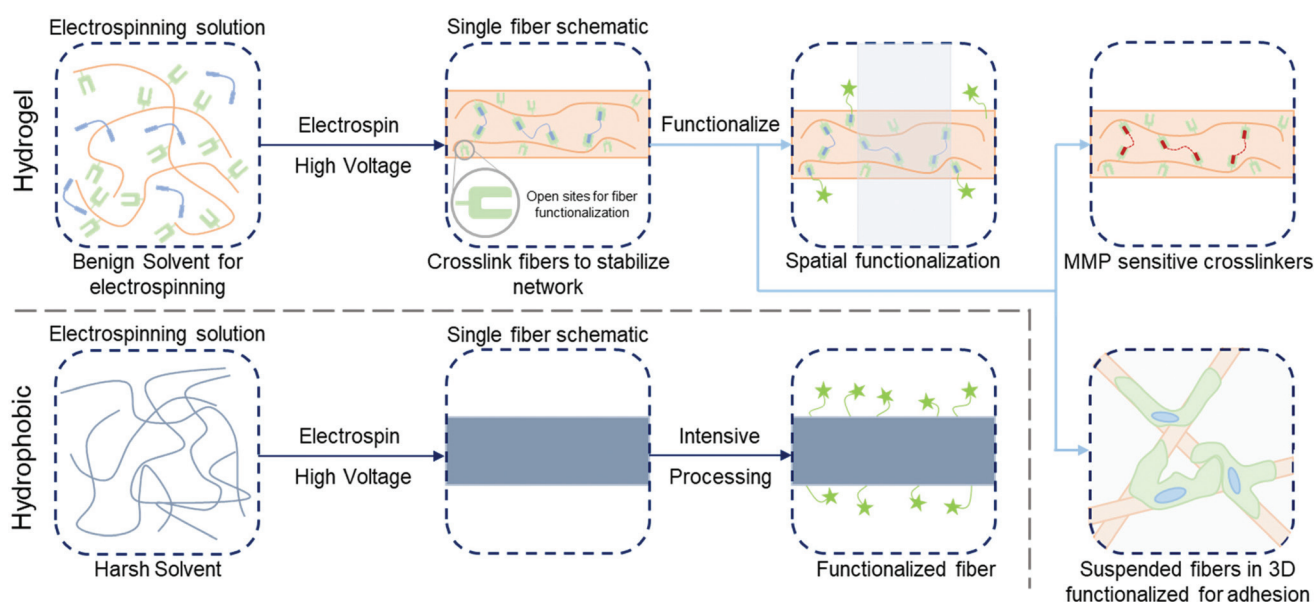 Electrospinning solution
Single fiber schematic
Hydrogel
Electrospin
High Voltage
Functionalize
Open sites for fiber
functionalization
Benign Solvent for
electrospinning
Crosslink fibers to stabilize
network
Spatial functionalization
MMP sensitive crosslinkers
Electrospinning solution
Single fiber schematic
Hydrophobic
Electrospin
High Voltage
Intensive
Processing
Harsh Solvent
Functionalized fiber
Suspended fibers in 3D
functionalized for adhesion